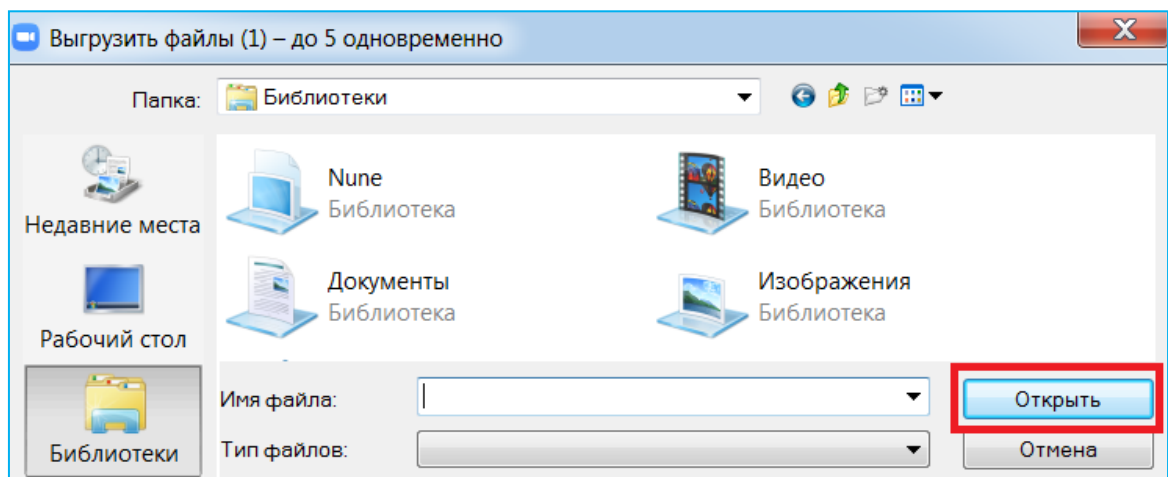 Выгрузить файлы (1) – до 5 одновременно
Папка:
Библиотеки
Недавние места
Рабочий стол
Библиотеки
Nune
Библиотека
Видео
Библиотека
Документы
Библиотека
Изображения
Библиотека
Имя файла:
Открыть
Тип файлов:
Отмена